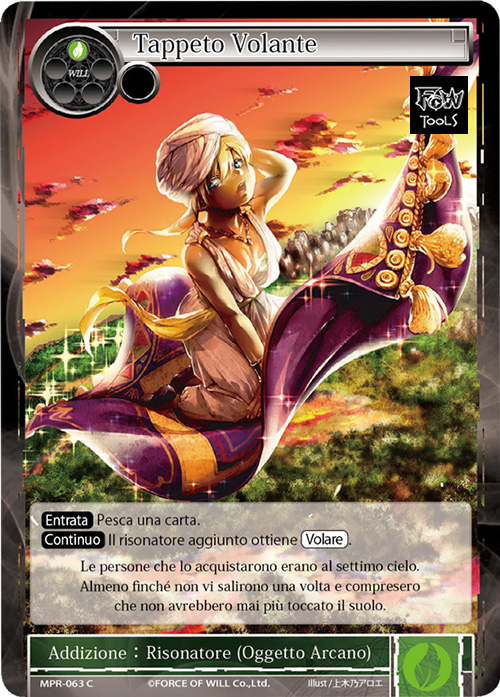 Tappeto Volante
WILL
FoW
TooLS
Entrata Pesca una carta.
Continuo Il risonatore aggiunto ottiene Volare.
Le persone che lo acquistarono erano al settimo cielo.
Almeno finché non vi salirono una volta e compresero
che non avrebbero mai più toccato il suolo.
Addizione : Risonatore (Oggetto Arcano)
MPR-063 C ©FORCE OF WILL Co.,Ltd. Illust / 上木乃アロエ